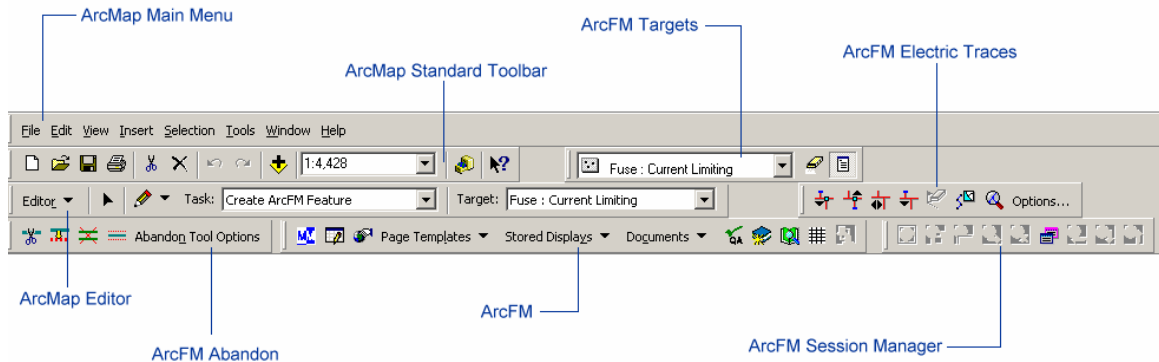 ArcMap Main Menu
ArcFM Targets
ArcFM Electric Traces
ArcMap Standard Toolbar
File Edit View Insert Selection Tools Window Help
1:4,428 Fuse : Current Limiting
Editor Task: Create ArcFM Feature Target: Fuse : Current Limiting Options...
Abandon Tool Options Page Templates Stored Displays Documents QA
ArcMap Editor
ArcFM
ArcFM Abandon
ArcFM Session Manager